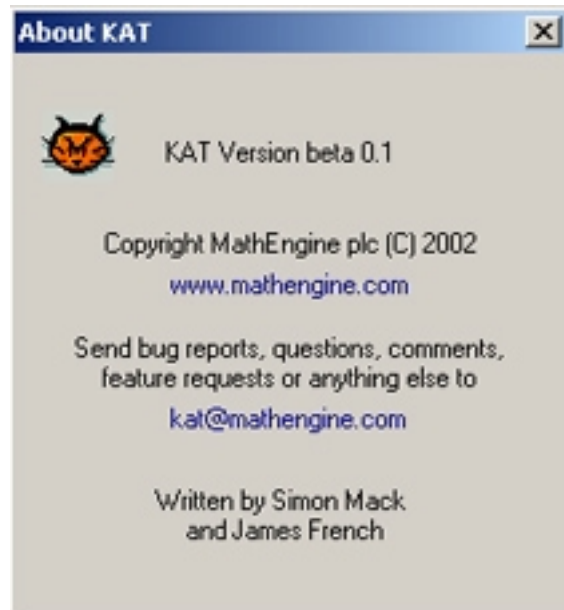 About KAT
KAT Version beta 0.1
Copyright MathEngine plc (C) 2002
www.mathengine.com
Send bug reports, questions, comments,
feature requests or anything else to
kat@mathengine.com
Written by Simon Mack
and James French